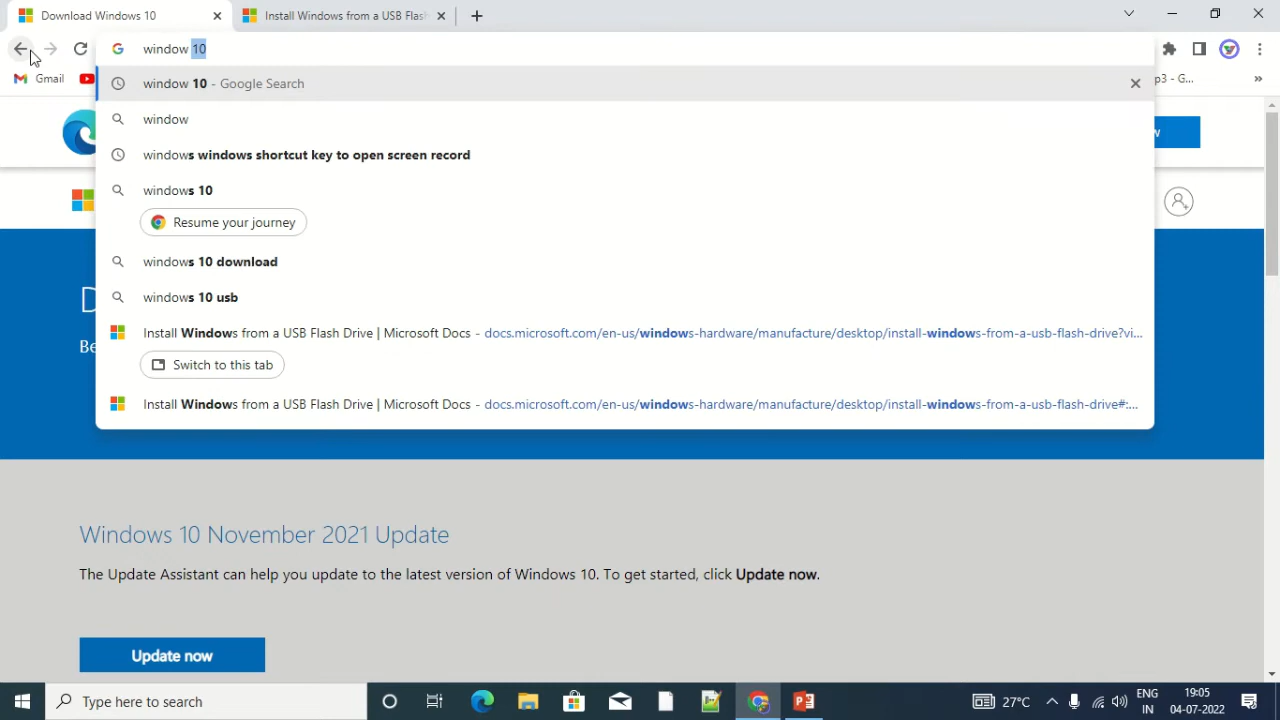 Download Windows 10
Install Windows from a USB Flash
window 10
Gmail
p3 - G...
»
window 10 - Google Search
window
windows windows shortcut key to open screen record
windows 10
Resume your journey
windows 10 download
windows 10 usb
Install Windows from a USB Flash Drive | Microsoft Docs - docs.microsoft.com/en-us/windows-hardware/manufacture/desktop/install-windows-from-a-usb-flash-drive?vi...
Switch to this tab
Install Windows from a USB Flash Drive | Microsoft Docs - docs.microsoft.com/en-us/windows-hardware/manufacture/desktop/install-windows-from-a-usb-flash-drive#:...
w
D
Be
Windows 10 November 2021 Update
The Update Assistant can help you update to the latest version of Windows 10. To get started, click Update now.
Update now
Type here to search
27°C
ENG
IN
19:05
04-07-2022